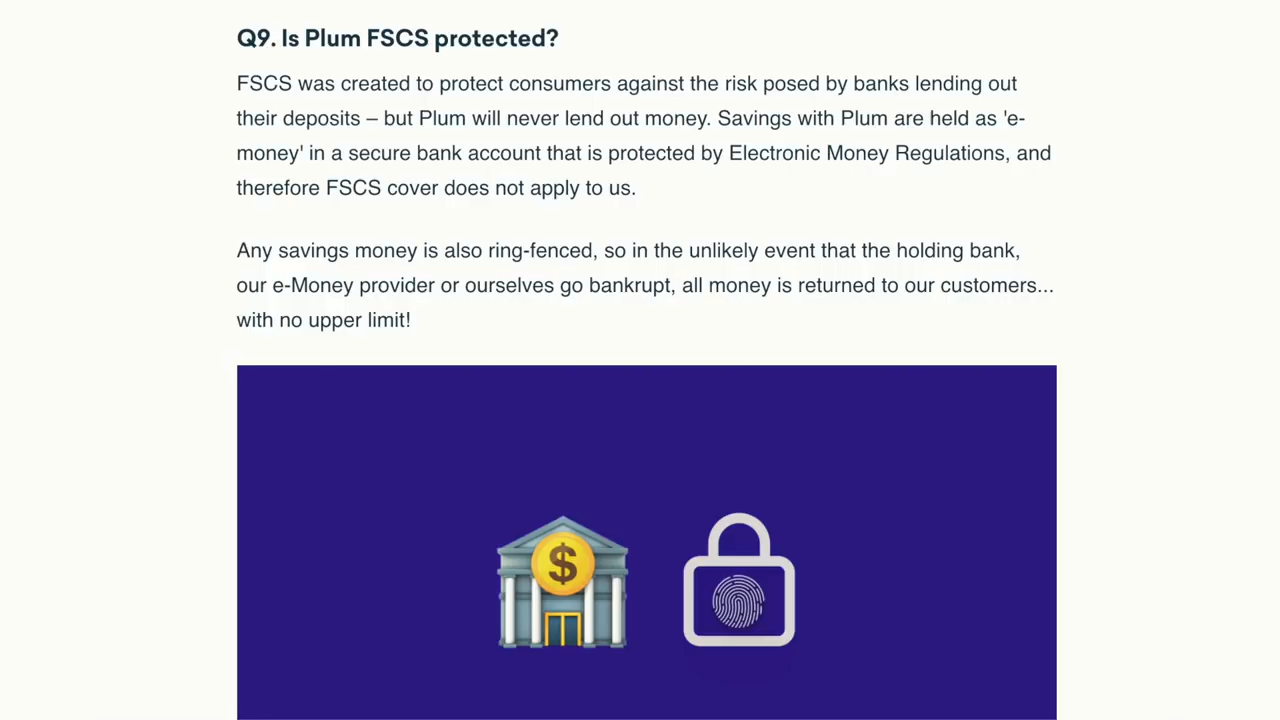 Q9. Is Plum FSCS protected?
FSCS was created to protect consumers against the risk posed by banks lending out
their deposits – but Plum will never lend out money. Savings with Plum are held as 'e-
money' in a secure bank account that is protected by Electronic Money Regulations, and
therefore FSCS cover does not apply to us.
Any savings money is also ring-fenced, so in the unlikely event that the holding bank,
our e-Money provider or ourselves go bankrupt, all money is returned to our customers...
with no upper limit!
$